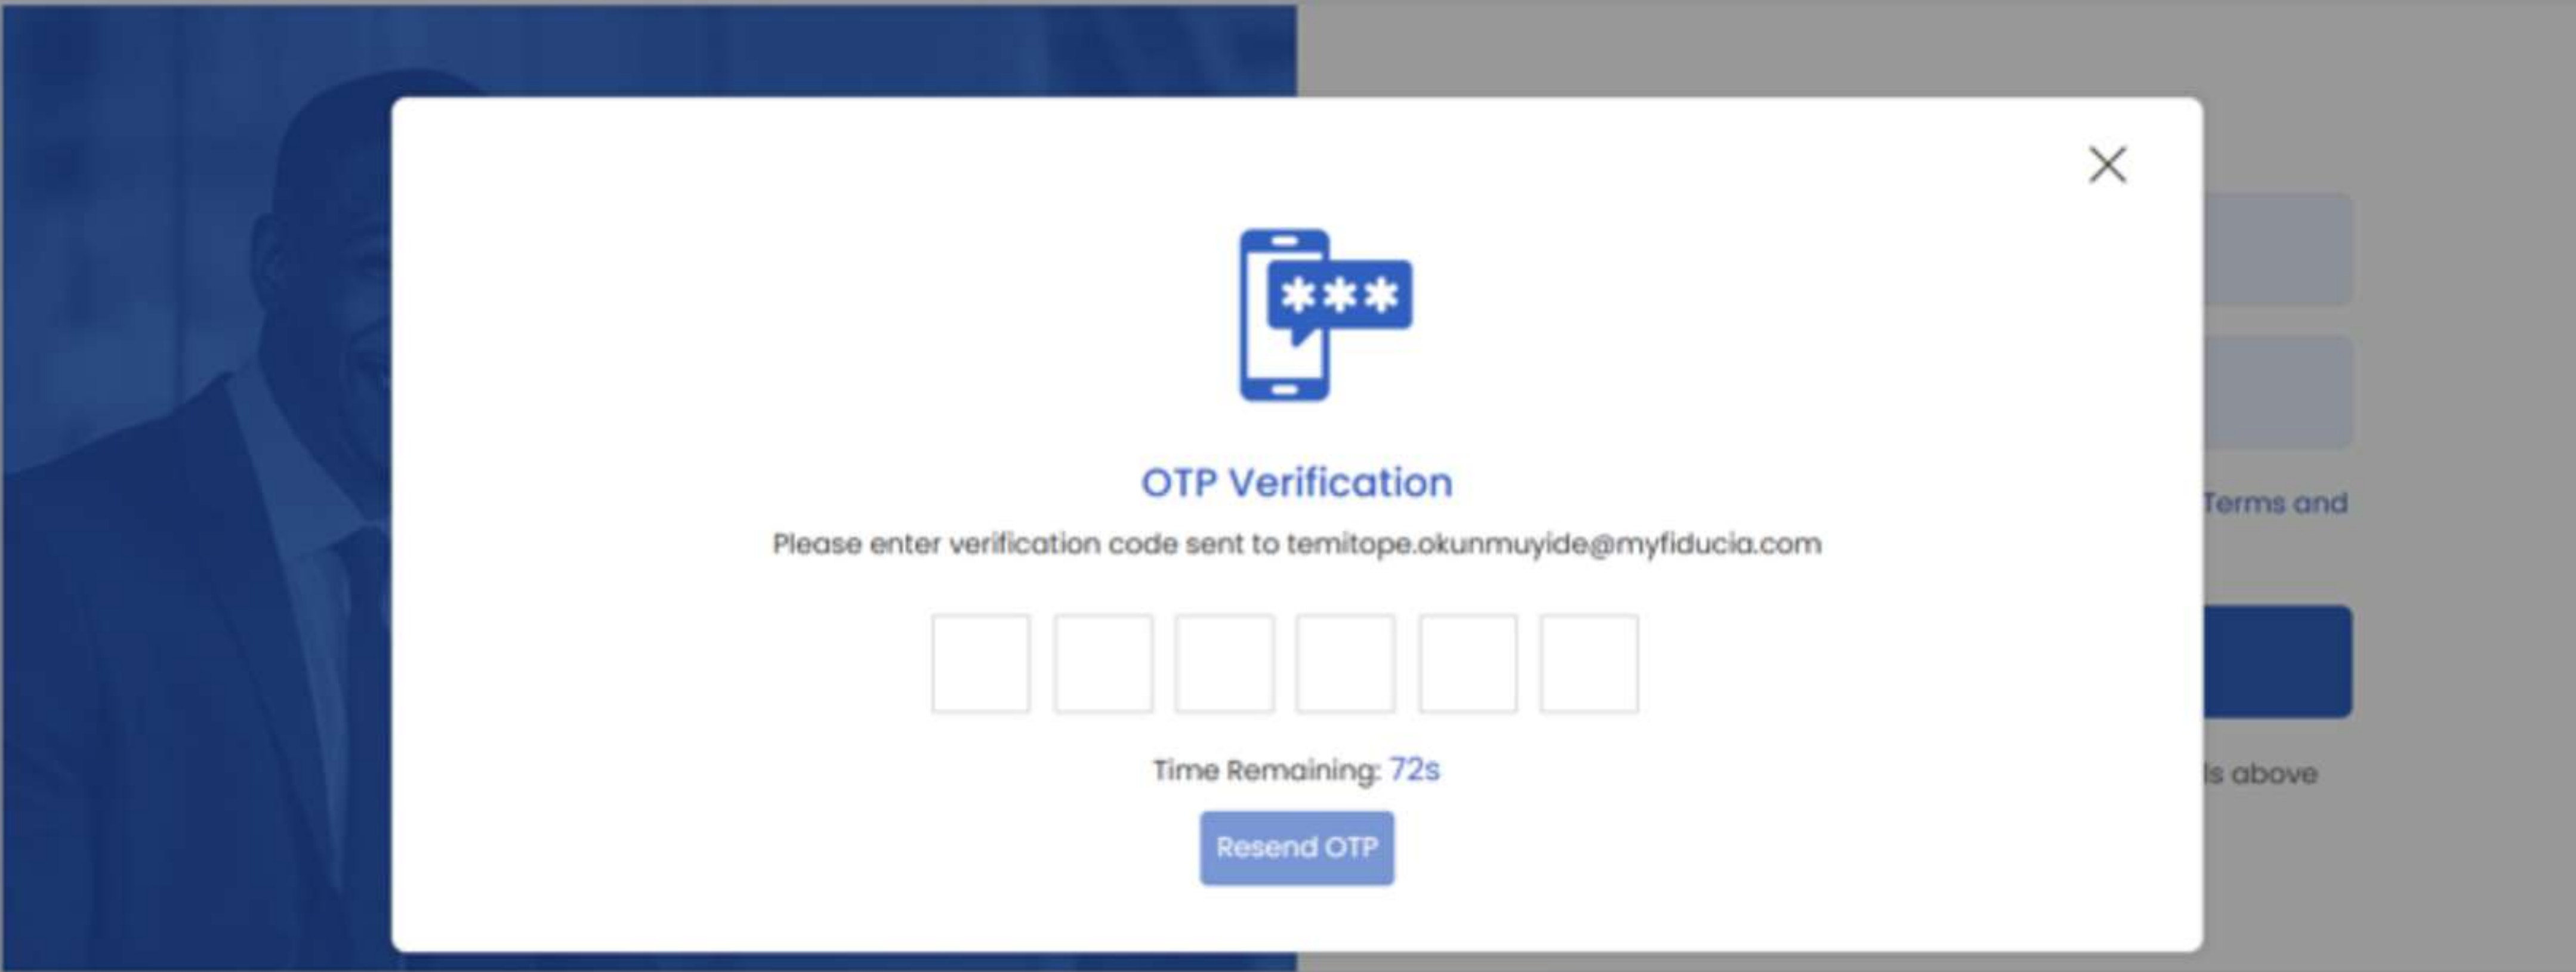 ***
OTP Verification
Please enter verification code sent to temitope.okunmuyide@myfiducia.com
Time Remaining: 72s
Resend OTP
Terms and
ls above